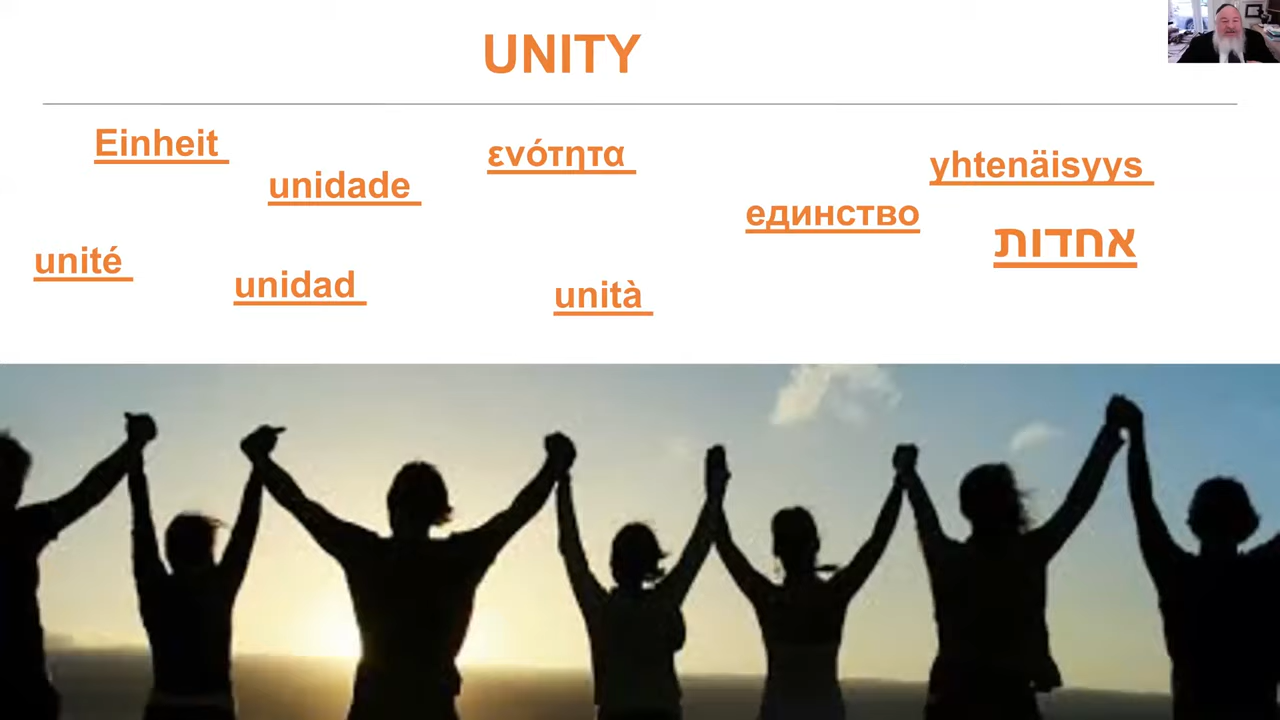 UNITY
Einheit
ενότητα
yhtenäisyys
unidade
единство
אחדות
unité
unidad
unità